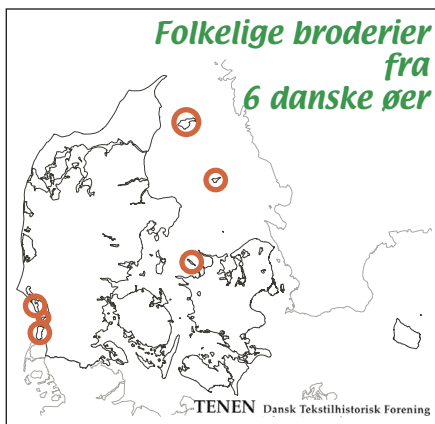 Folkelige broderier
fra
6 danske øer
TENEN Dansk Tekstilhistorisk Forening